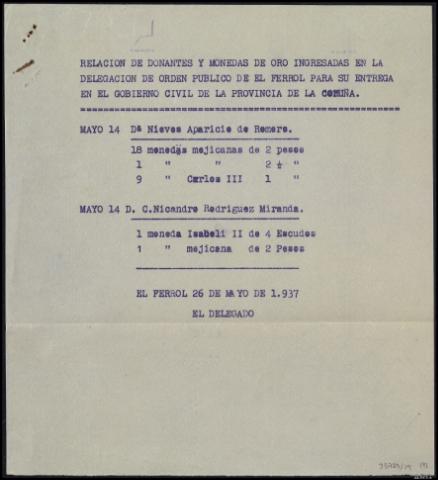 RELACION DE DONANTES Y MONEDAS DE ORO INGRESADAS EN LA
DELEGACION DE ORDEN PUBLICO DE EL FERROL PARA SU ENTREGA
EN EL GOBIERNO CIVIL DE LA PROVINCIA DE LA CORUÑA.
MAYO 14 Dª Nieves Aparicio de Romero.
18 monedas mejicanas de 2 pesos
1 " " 2 ½ "
9 " Carlos III 1 "
MAYO 14 D. C.Nicandro Rodriguez Miranda.
1 moneda Isabell II de 4 Escudos
1 " mejicana de 2 Pesos
EL FERROL 26 DE MAYO DE 1.937
EL DELEGADO